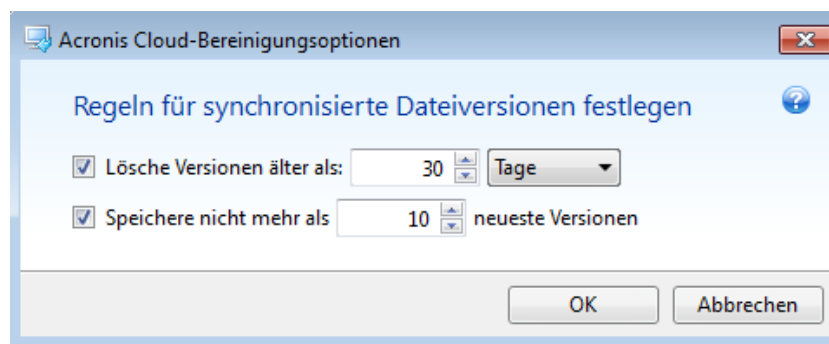 Acronis Cloud-Bereinigungsoptionen
Regeln für synchronisierte Dateiversionen festlegen
Lösche Versionen älter als: 30 Tage
Speichere nicht mehr als 10 neueste Versionen
OK Abbrechen